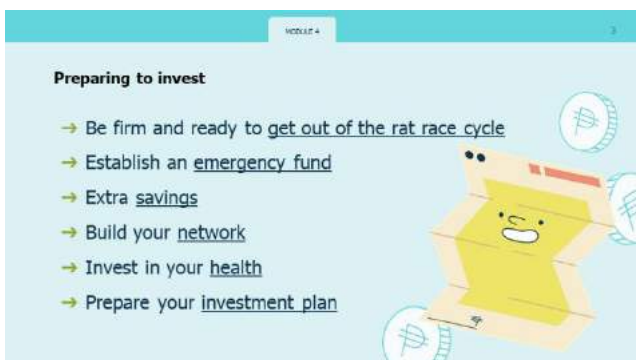 MODULE 4
3
Preparing to invest
→ Be firm and ready to get out of the rat race cycle
→ Establish an emergency fund
→ Extra savings
→ Build your network
→ Invest in your health
→ Prepare your investment plan